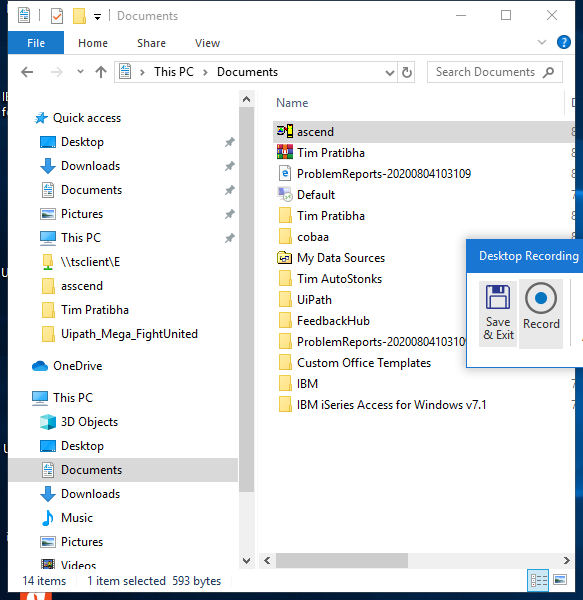 Documents
File Home Share View
This PC Documents
Search Documents
Name
Quick access
Desktop
Downloads
Documents
Pictures
This PC
\\tsclient\E
asscend
Tim Pratibha
Uipath_Mega_FightUnited
OneDrive
This PC
3D Objects
Desktop
Documents
Downloads
Music
Pictures
Videos
ascend
Tim Pratibha
ProblemReports-20200804103109
Default
Tim Pratibha
cobaa
My Data Sources
Tim AutoStonks
UiPath
FeedbackHub
ProblemReports-2020080410310
Custom Office Templates
IBM
IBM iSeries Access for Windows v7.1
Desktop Recording
Save
& Exit
Record
14 items 1 item selected 593 bytes